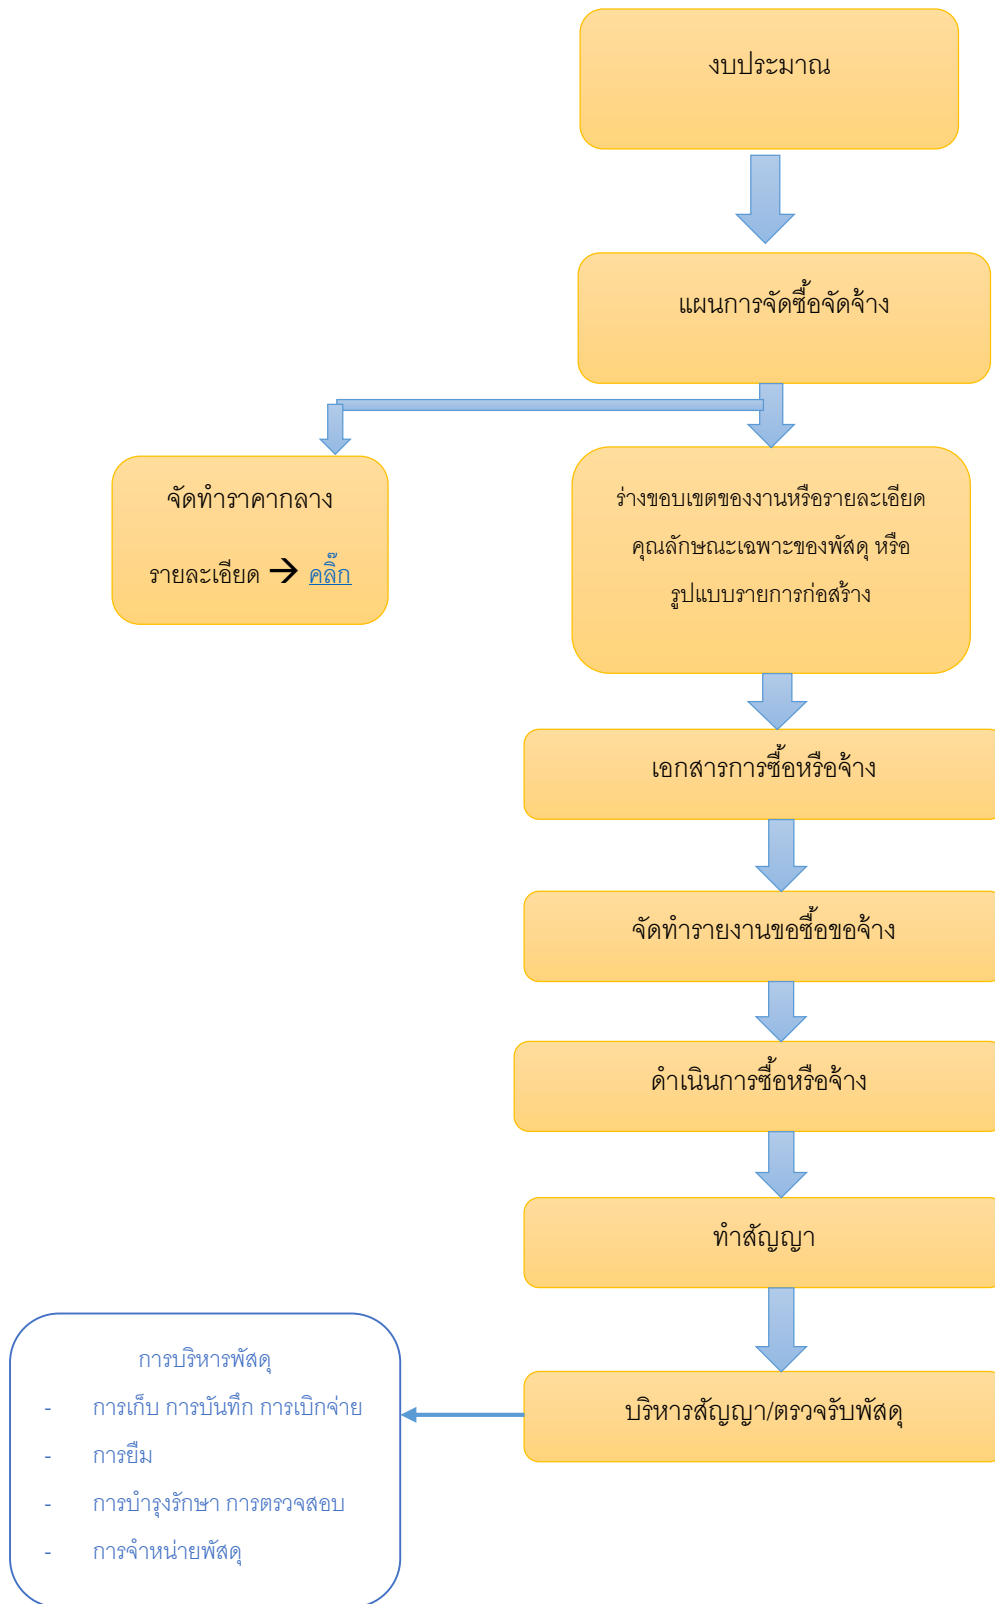 งบประมาณ
แผนการจัดซื้อจัดจ้าง
จัดทำราคากลาง
รายละเอียด → คลิ๊ก
ร่างขอบเขตของงานหรือรายละเอียด
คุณลักษณะเฉพาะของพัสดุ หรือ
รูปแบบรายการก่อสร้าง
เอกสารการซื้อหรือจ้าง
จัดทำรายงานขอซื้อขอจ้าง
ดำเนินการซื้อหรือจ้าง
ทำสัญญา
บริหารสัญญา/ตรวจรับพัสดุ
การบริหารพัสดุ
- การเก็บ การบันทึก การเบิกจ่าย
- การยืม
- การบำรุงรักษา การตรวจสอบ
- การจำหน่ายพัสดุ